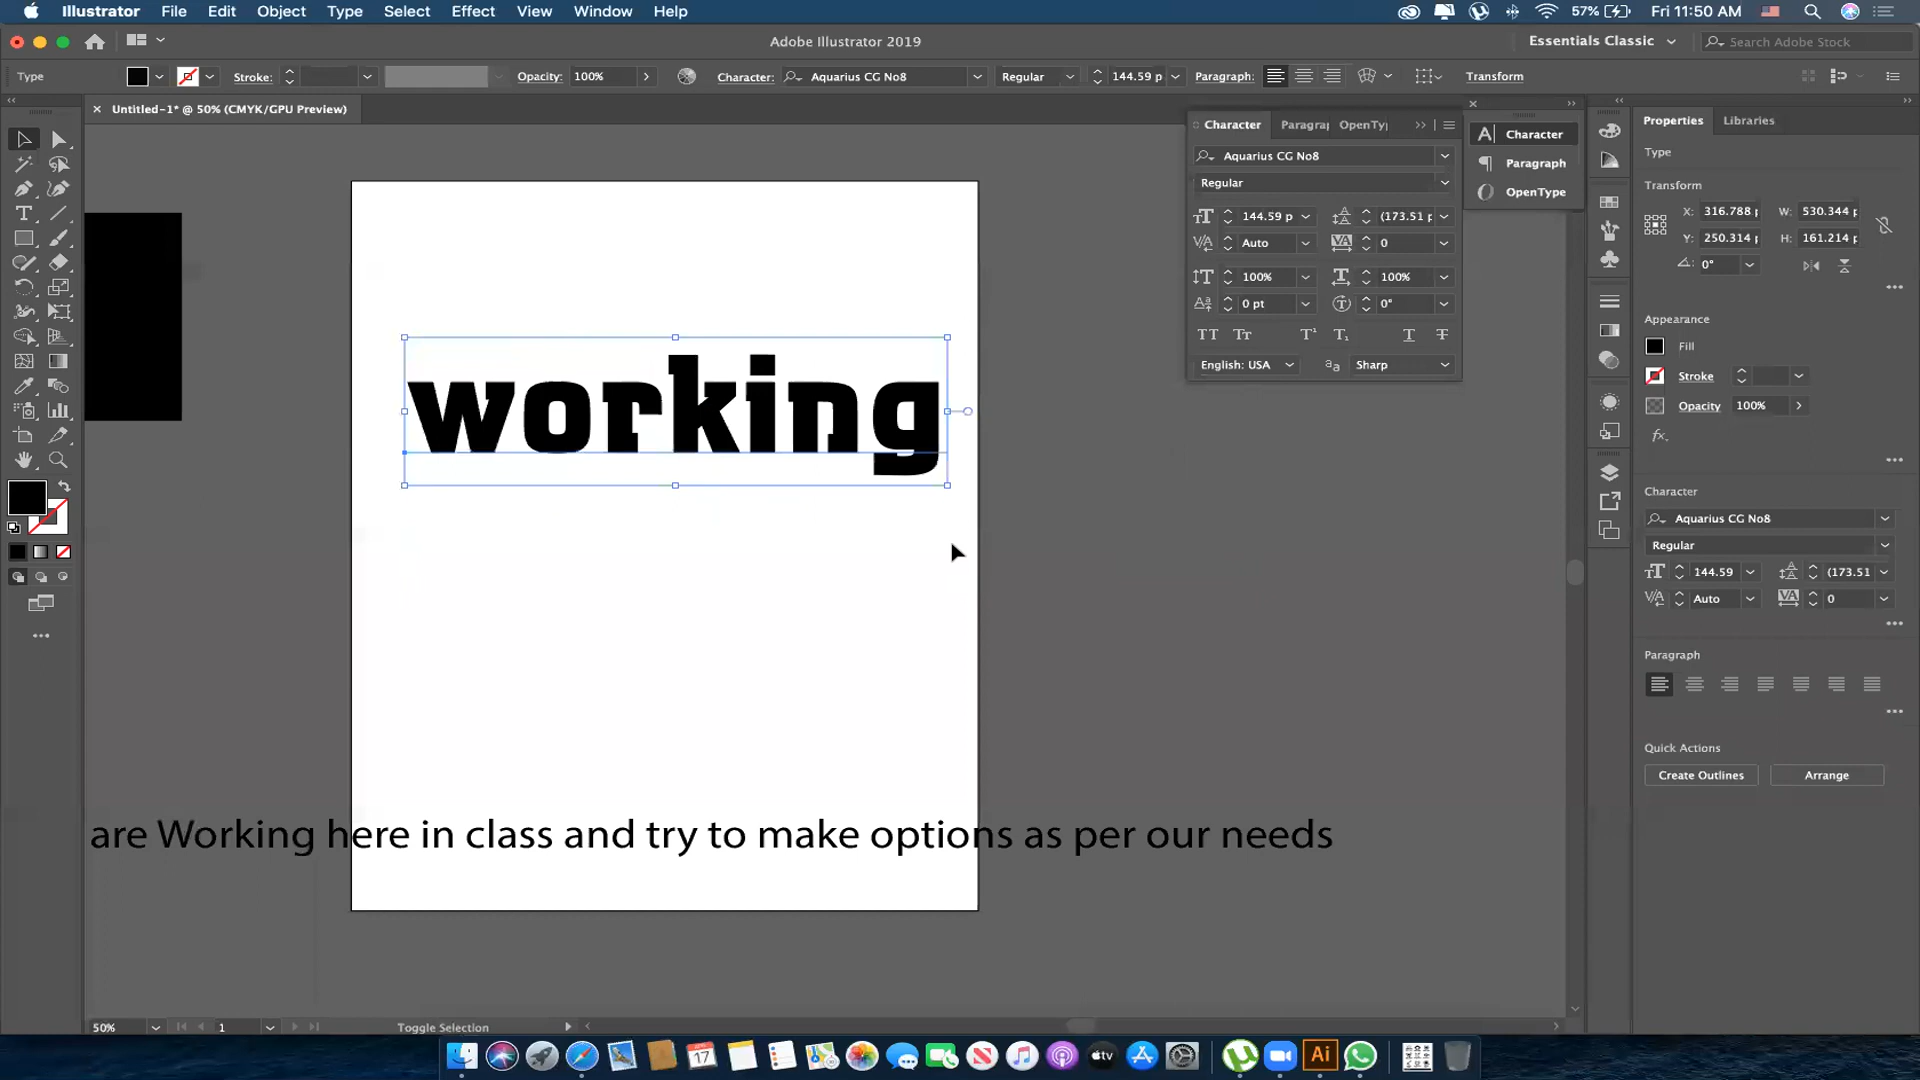 Illustrator File Edit Object Type Select Effect View Window Help 57% Fri 11:50 AM
Adobe Illustrator 2019 Essentials Classic Search Adobe Stock
Type Stroke: Opacity: 100% Character: Aquarius CG No8 Regular 144.59 p Paragraph: Transform
× Untitled-1* @ 50% (CMYK/GPU Preview)
Character Paragraj OpenTy
Aquarius CG No8
Regular
144.59 p (173.51 p
Auto 0
100% 100%
0 pt 0°
English: USA Sharp
Character
Paragraph
OpenType
Properties Libraries
Type
Transform
X: 316.788 p W: 530.344 p
Y: 250.314 p H: 161.214 p
0°
Appearance
Fill
Stroke
Opacity 100%
fx
Character
Aquarius CG No8
Regular
144.59 (173.51
Auto 0
Paragraph
Quick Actions
Create Outlines Arrange
working
are Working here in class and try to make options as per our needs
50% 1 Toggle Selection